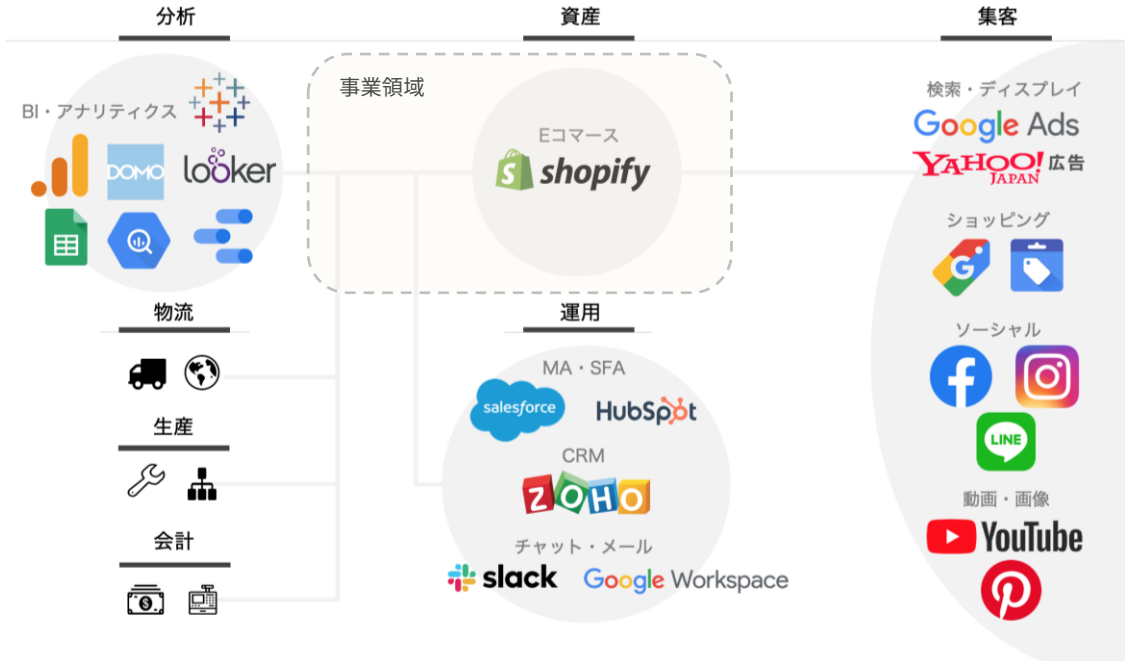 分析
BI・アナリティクス
DOMO
looker
物流
生産
会計
資産
事業領域
Eコマース
shopify
運用
MA・SFA
salesforce
HubSpot
CRM
ZOHO
チャット・メール
slack
Google Workspace
集客
検索・ディスプレイ
Google Ads
YAHOO! JAPAN 広告
ショッピング
G
ソーシャル
LINE
動画・画像
YouTube